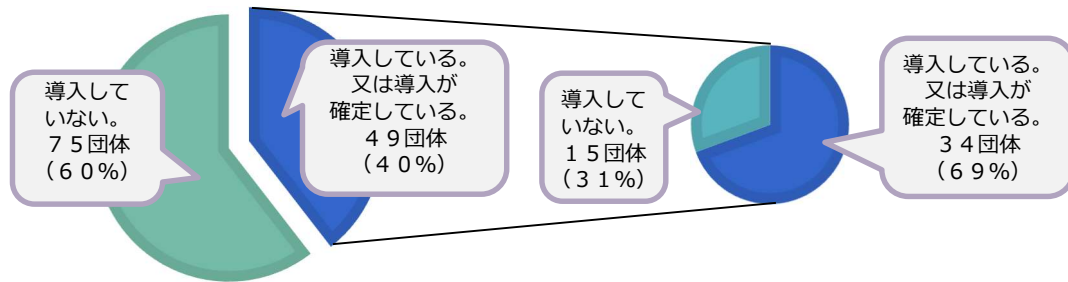 導入して
いない。
７５団体
（６０%）
導入している。
又は導入が
確定している。
４９団体
（４０%）
導入して
いない。
１５団体
（３１%）
導入している。
又は導入が
確定している。
３４団体
（６９%）